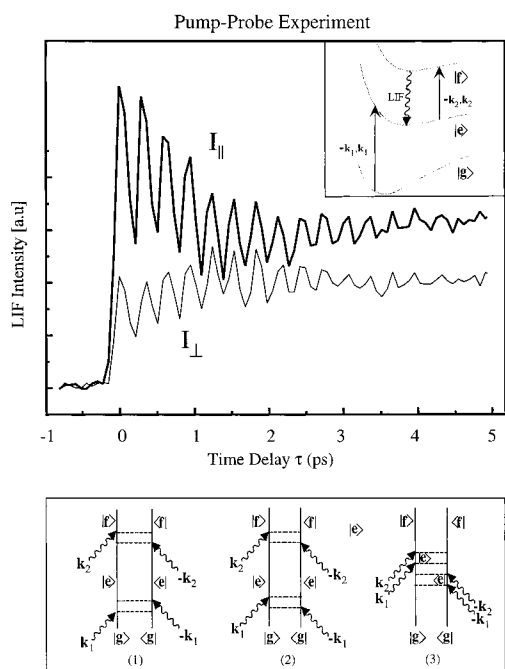 Pump-Probe Experiment
LIF Intensity [a.u]
I||
I⊥
LIF
-k₁,k₁
-k₂,k₂
|f>
|e>
|g>
-1 0 1 2 3 4 5
Time Delay τ (ps)
|f> <f|
k₂ -k₂
|e> <e|
k₁ -k₁
|g> <g|
(1)
|f> <f|
k₂ -k₂
|e> <e|
k₁ -k₁
|g> <g|
(2)
|e>
|f> <f|
k₂ |e>
k₁ <e| -k₂
-k₁
|g> <g|
(3)